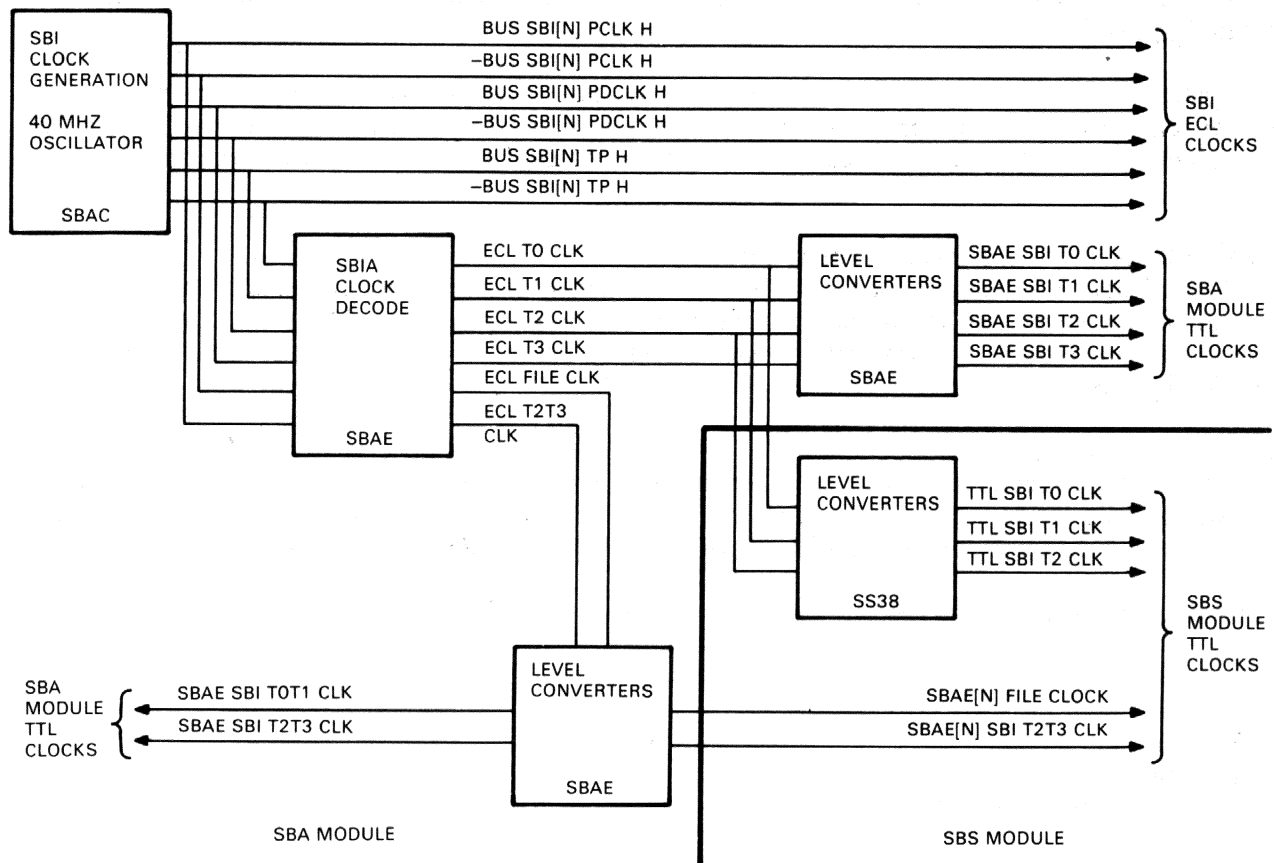 SBI
CLOCK
GENERATION
40 MHZ
OSCILLATOR
SBAC
BUS SBI[N] PCLK H
–BUS SBI[N] PCLK H
BUS SBI[N] PDCLK H
–BUS SBI[N] PDCLK H
BUS SBI[N] TP H
–BUS SBI[N] TP H
SBI
ECL
CLOCKS
SBIA
CLOCK
DECODE
SBAE
ECL T0 CLK
ECL T1 CLK
ECL T2 CLK
ECL T3 CLK
ECL FILE CLK
ECL T2T3
CLK
LEVEL
CONVERTERS
SBAE
SBAE SBI T0 CLK
SBAE SBI T1 CLK
SBAE SBI T2 CLK
SBAE SBI T3 CLK
SBA
MODULE
TTL
CLOCKS
LEVEL
CONVERTERS
SS38
TTL SBI T0 CLK
TTL SBI T1 CLK
TTL SBI T2 CLK
SBS
MODULE
TTL
CLOCKS
SBA
MODULE
TTL
CLOCKS
SBAE SBI T0T1 CLK
SBAE SBI T2T3 CLK
LEVEL
CONVERTERS
SBAE
SBAE[N] FILE CLOCK
SBAE[N] SBI T2T3 CLK
SBA MODULE
SBS MODULE